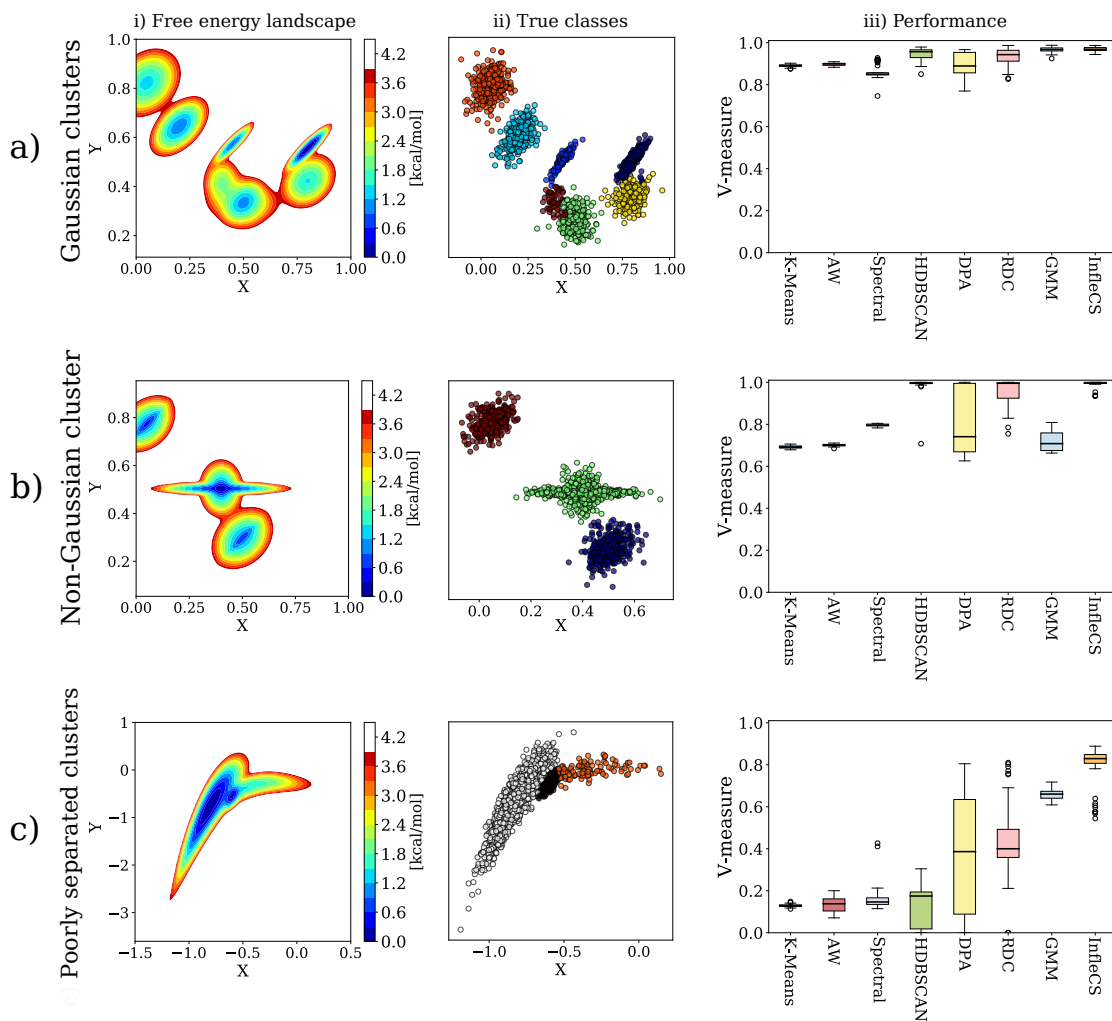 i) Free energy landscape
ii) True classes
iii) Performance
a)
Gaussian clusters
Y
1.0
0.8
0.6
0.4
0.2
0.00 0.25 0.50 0.75 1.00
X
4.2
3.6
3.0
2.4
1.8
1.2
0.6
0.0
[kcal/mol]
0.00 0.25 0.50 0.75 1.00
X
V-measure
1.0
0.8
0.6
0.4
0.2
0.0
K-Means
AW
Spectral
HDBSCAN
DPA
RDC
GMM
InfleCS
b)
Non-Gaussian cluster
Y
0.8
0.6
0.4
0.2
0.00 0.25 0.50 0.75 1.00
X
4.2
3.6
3.0
2.4
1.8
1.2
0.6
0.0
[kcal/mol]
0.0 0.2 0.4 0.6
X
V-measure
1.0
0.8
0.6
0.4
0.2
0.0
K-Means
AW
Spectral
HDBSCAN
DPA
RDC
GMM
InfleCS
c)
c) Poorly separated clusters
Y
1
0
−1
−2
−3
−1.5 −1.0 −0.5 0.0 0.5
X
4.2
3.6
3.0
2.4
1.8
1.2
0.6
0.0
[kcal/mol]
−1.0 −0.5 0.0
X
V-measure
1.0
0.8
0.6
0.4
0.2
0.0
K-Means
AW
Spectral
HDBSCAN
DPA
RDC
GMM
InfleCS